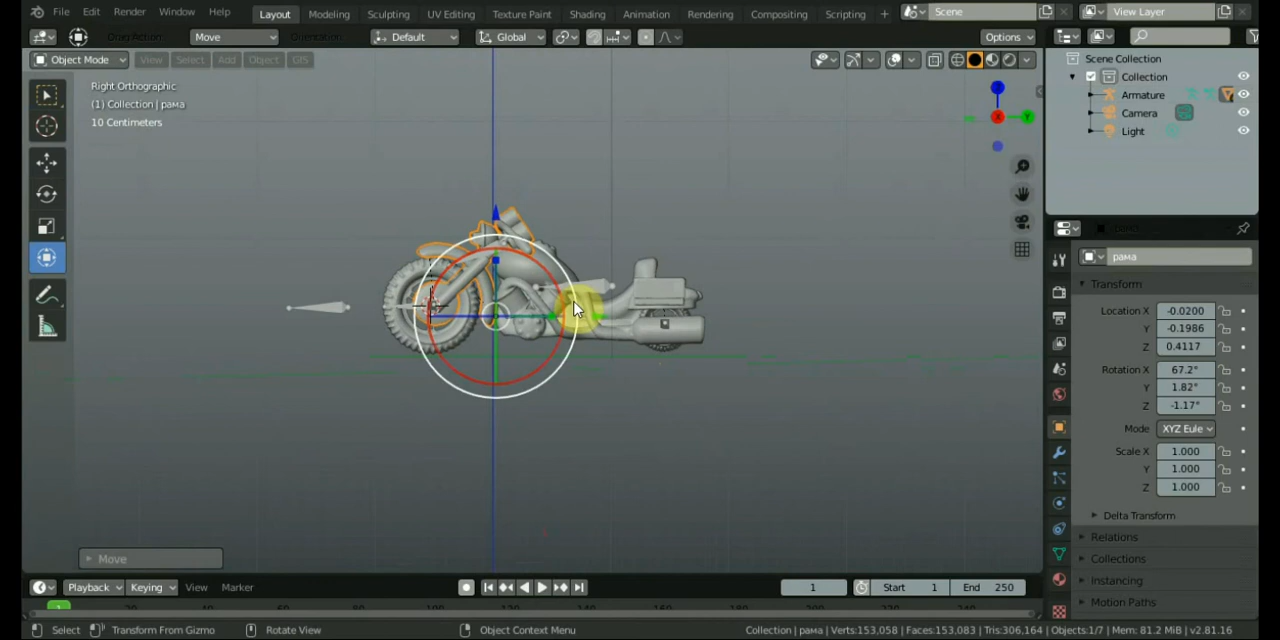 File Edit Render Window Help Layout Modeling Sculpting UV Editing Texture Paint Shading Animation Rendering Compositing Scripting + Scene View Layer
Drag Action Move Orientation Default Global Options
Object Mode View Select Add Object GIS
Right Orthographic
(1) Collection | рама
10 Centimeters
Z
X
Y
Scene Collection
Collection
Armature
Camera
Light
рама
Transform
Location X -0.0200
Y -0.1986
Z 0.4117
Rotation X 67.2°
Y 1.82°
Z -1.17°
Mode XYZ Eule
Scale X 1.000
Y 1.000
Z 1.000
Delta Transform
Relations
Collections
Instancing
Motion Paths
Move
Playback Keying View Marker 1 Start 1 End 250
1
Select Transform From Gizmo Rotate View Object Context Menu Collection | рама | Verts:153,058 | Faces:153,083 | Tris:306,164 | Objects:1/7 | Mem: 81.2 MiB | v2.81.16